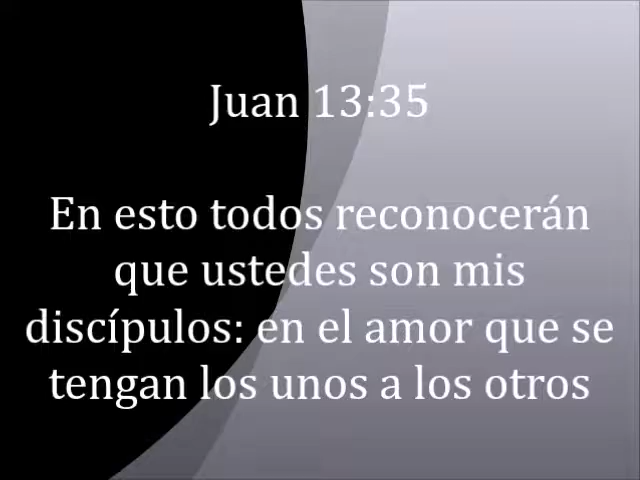 Juan 13:35
En esto todos reconocerán
que ustedes son mis
discípulos: en el amor que se
tengan los unos a los otros